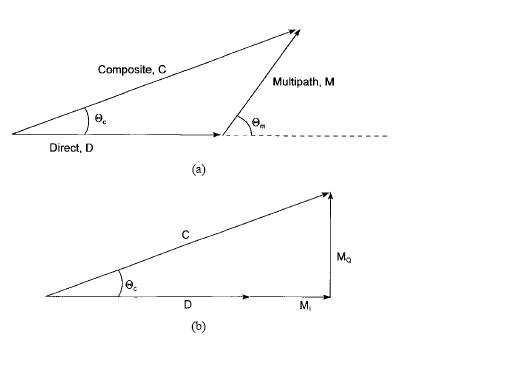 Composite, C
Multipath, M
Θc
Θm
Direct, D
(a)
C
MQ
Θc
D
MI
(b)